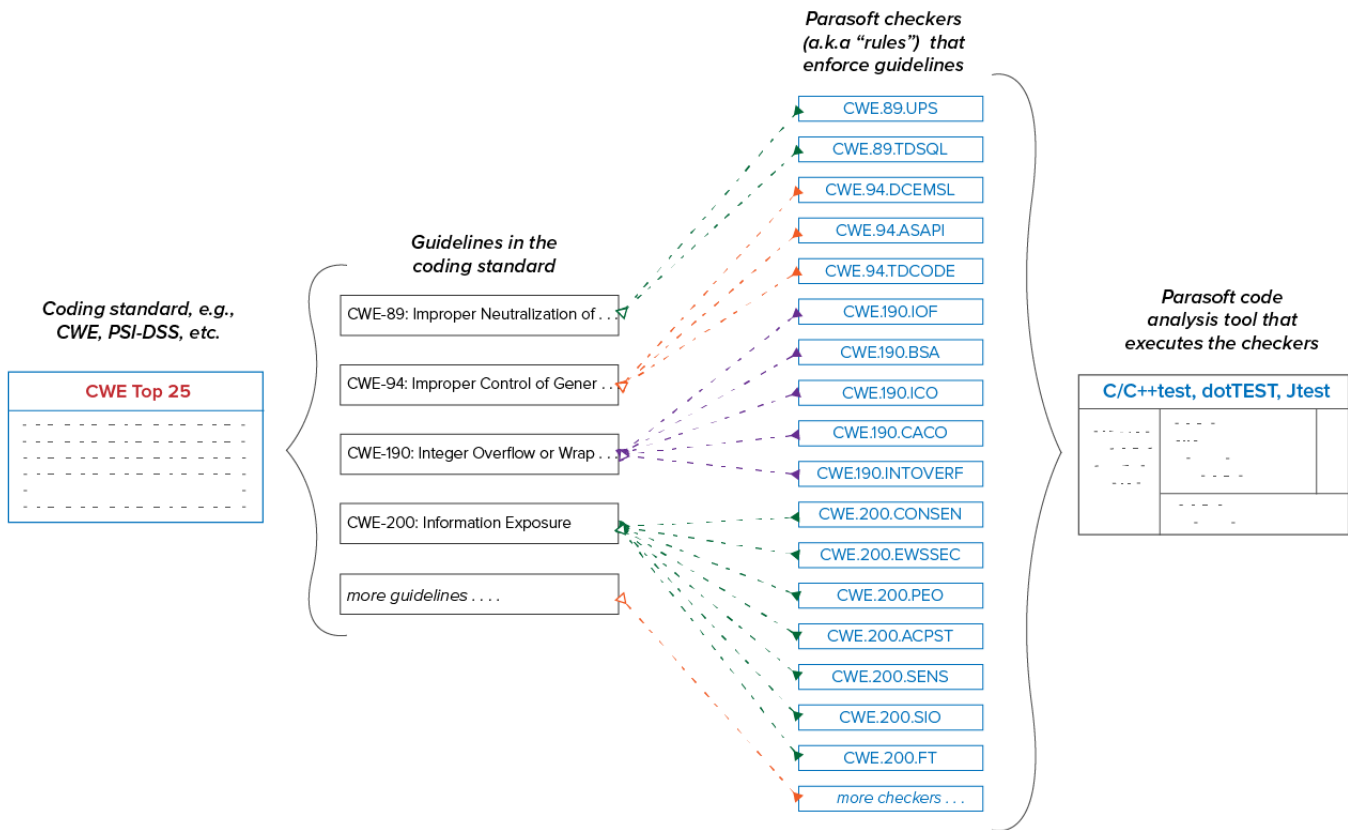 Coding standard, e.g.,
CWE, PSI-DSS, etc.
CWE Top 25
Guidelines in the
coding standard
CWE-89: Improper Neutralization of . . .
CWE-94: Improper Control of Gener . . .
CWE-190: Integer Overflow or Wrap . . .
CWE-200: Information Exposure
more guidelines . . . .
Parasoft checkers
(a.k.a “rules”) that
enforce guidelines
CWE.89.UPS
CWE.89.TDSQL
CWE.94.DCEMSL
CWE.94.ASAPI
CWE.94.TDCODE
CWE.190.IOF
CWE.190.BSA
CWE.190.ICO
CWE.190.CACO
CWE.190.INTOVERF
CWE.200.CONSEN
CWE.200.EWSSEC
CWE.200.PEO
CWE.200.ACPST
CWE.200.SENS
CWE.200.SIO
CWE.200.FT
more checkers . . .
Parasoft code
analysis tool that
executes the checkers
C/C++test, dotTEST, Jtest